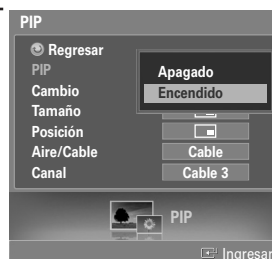 PIP
Regresar
PIP
Apagado
Cambio
Encendido
Tamaño
Posición
Aire/Cable
Cable
Canal
Cable 3
PIP
Ingresar